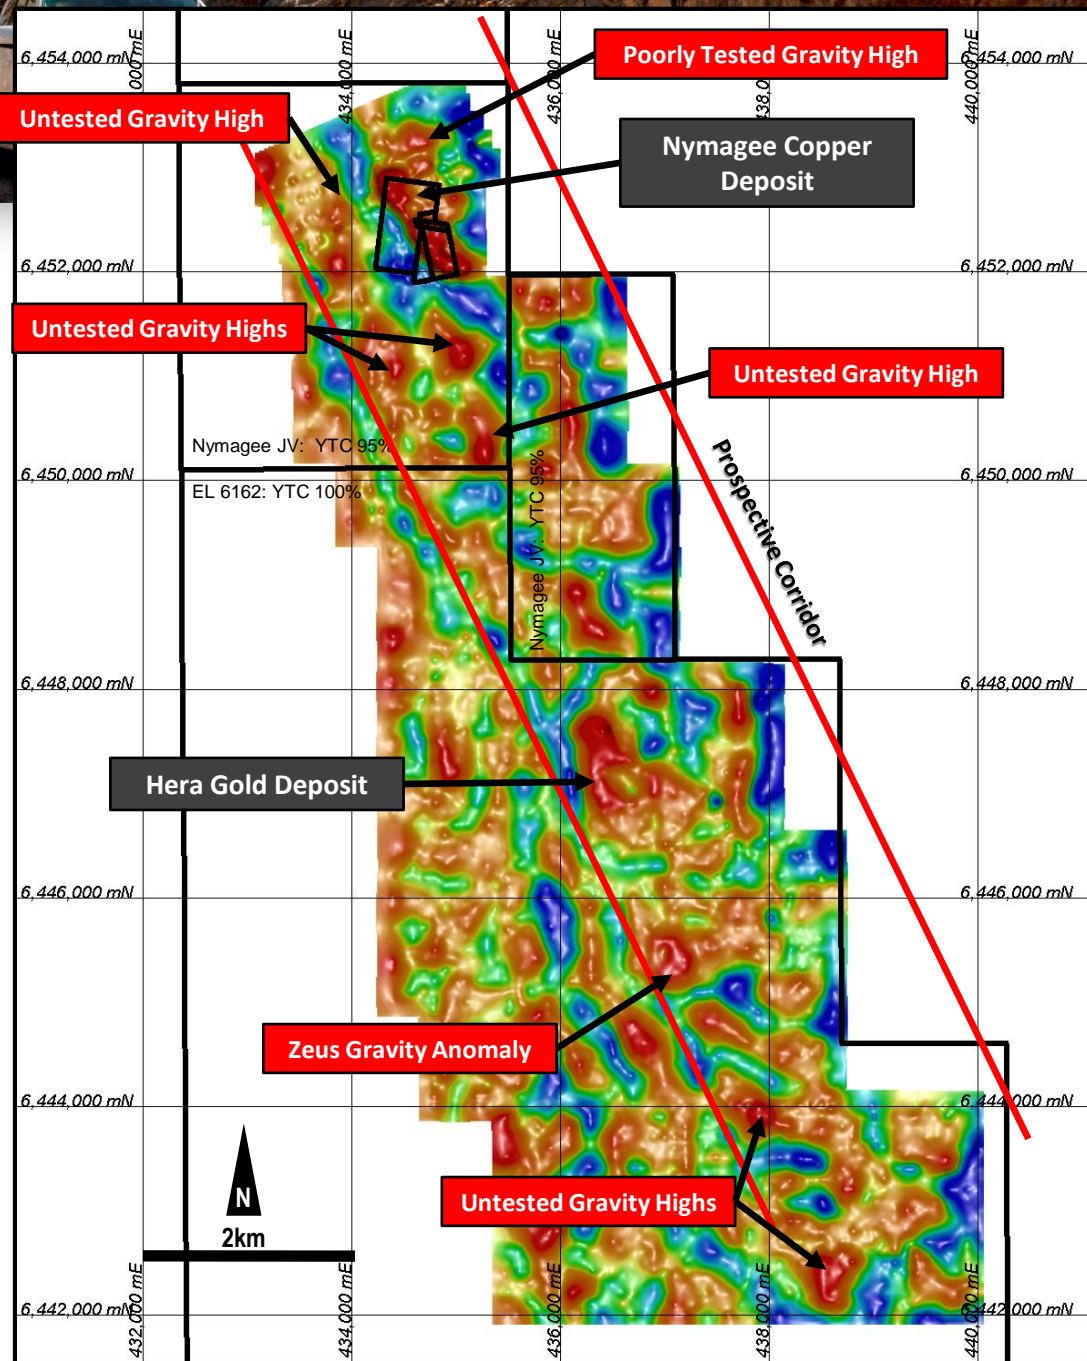 6,454,000 mN
000 mE
434,000 mE
436,000 mE
438,0
440,000 mE
6,454,000 mN
Poorly Tested Gravity High
Untested Gravity High
Nymagee Copper
Deposit
6,452,000 mN
6,452,000 mN
Untested Gravity Highs
Untested Gravity High
Nymagee JV: YTC 95%
6,450,000 mN
6,450,000 mN
EL 6162: YTC 100%
Nymagee JV: YTC 95%
Prospective Corridor
6,448,000 mN
6,448,000 mN
Hera Gold Deposit
6,446,000 mN
6,446,000 mN
Zeus Gravity Anomaly
6,444,000 mN
6,444,000 mN
N
2km
Untested Gravity Highs
6,442,000 mN
6,442,000 mN
432,000 mE
434,000 mE
436,000 mE
438,000 mE
440,000 mE